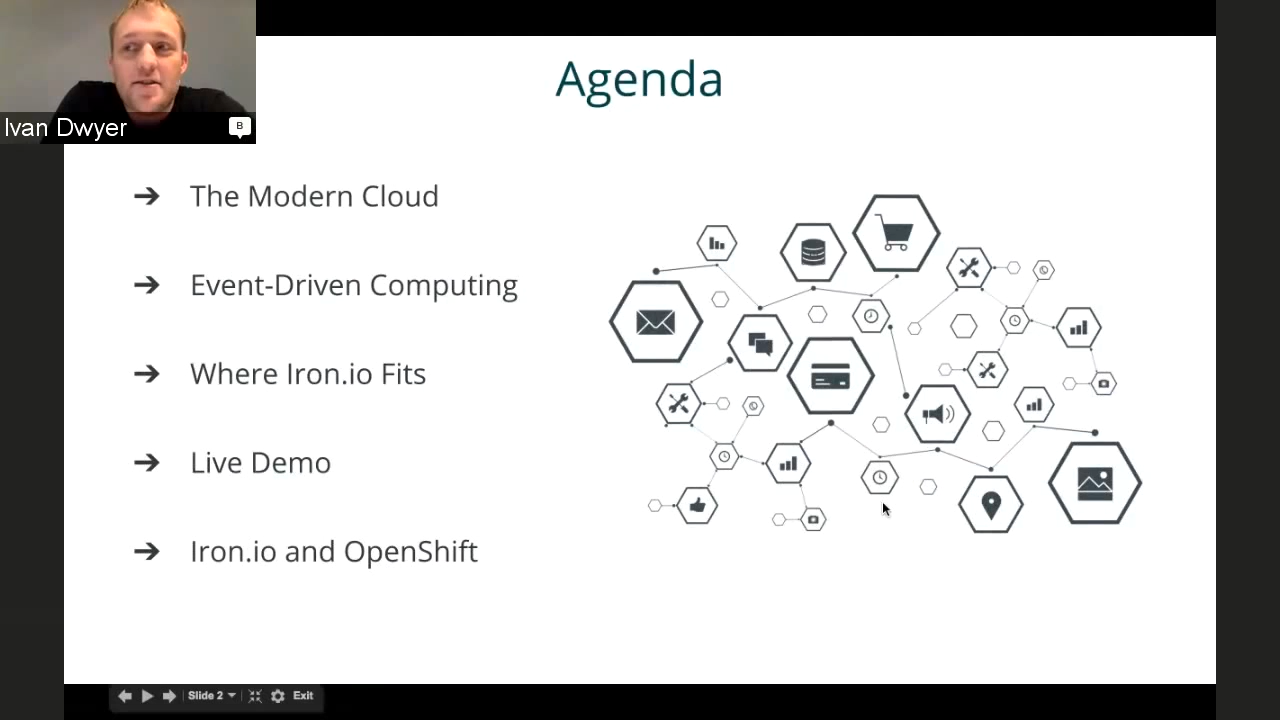 Ivan Dwyer
B
Agenda
➔ The Modern Cloud
➔ Event-Driven Computing
➔ Where Iron.io Fits
➔ Live Demo
➔ Iron.io and OpenShift
Slide 2
Exit